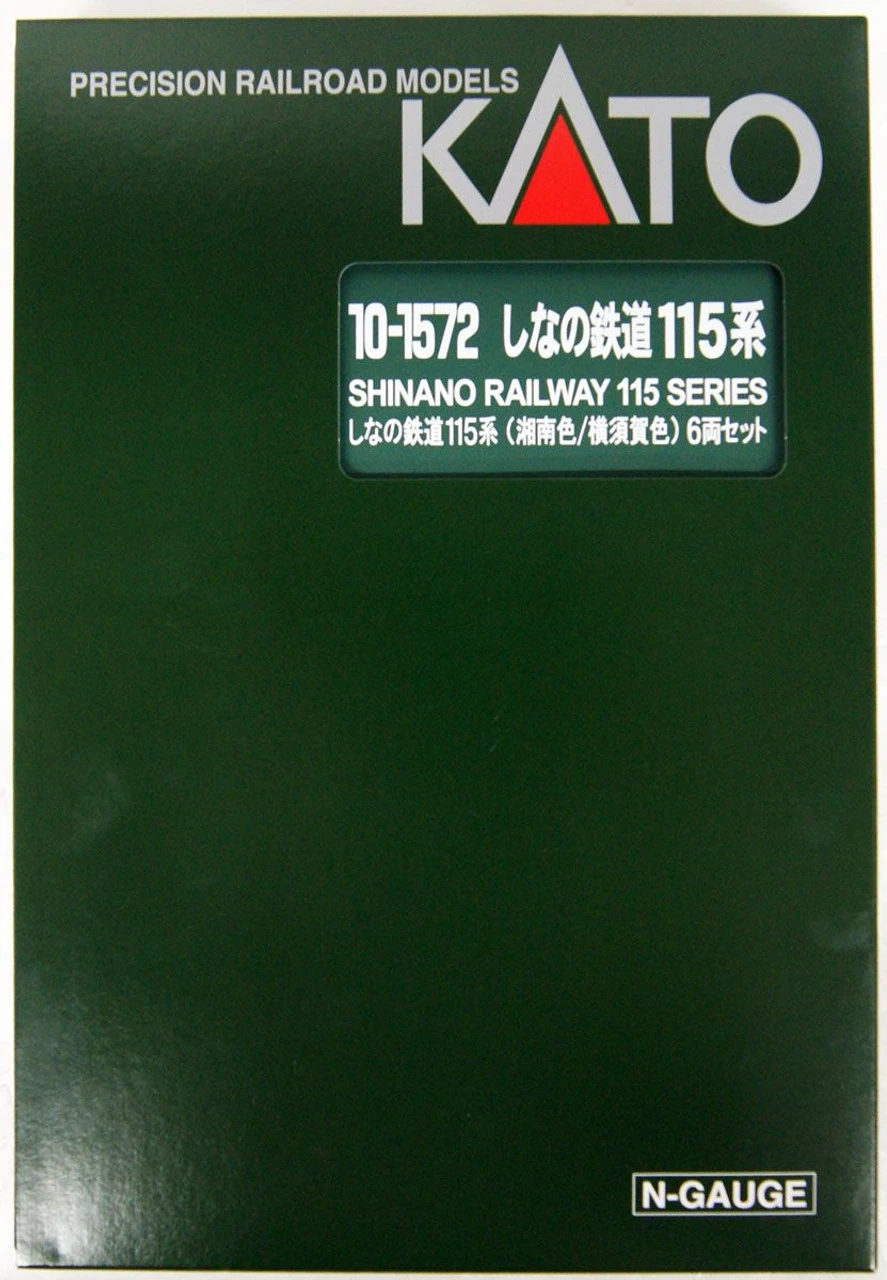 PRECISION RAILROAD MODELS
KATO
10-1572 しなの鉄道115系
SHINANO RAILWAY 115 SERIES
しなの鉄道115系（湘南色/横須賀色）6両セット
N-GAUGE